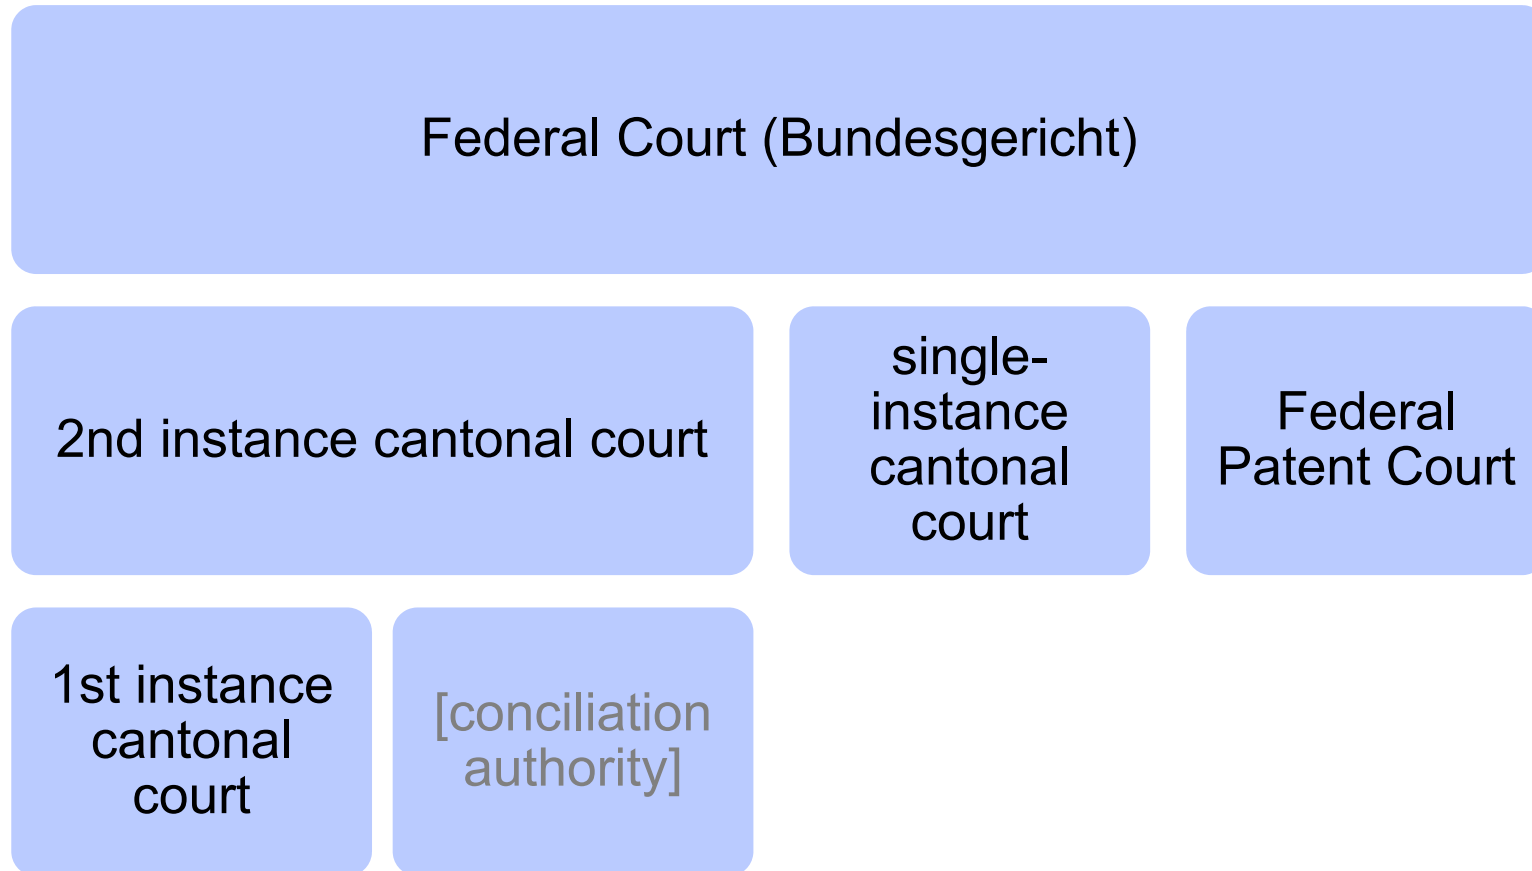 Federal Court (Bundesgericht)
2nd instance cantonal court
single-
instance
cantonal
court
Federal
Patent Court
1st instance
cantonal
court
[conciliation
authority]